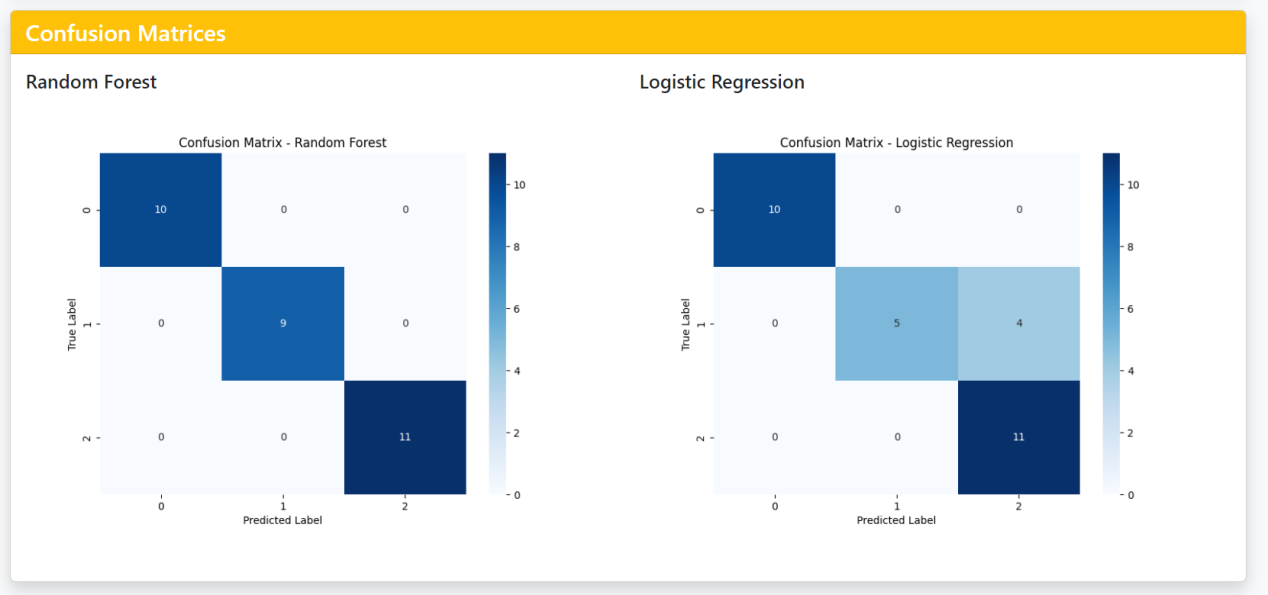 Confusion Matrices
Random Forest
Confusion Matrix - Random Forest
True Label
0
1
2
10 0 0
0 9 0
0 0 11
0 1 2
Predicted Label
10
8
6
4
2
0
Logistic Regression
Confusion Matrix - Logistic Regression
True Label
0
1
2
10 0 0
0 5 4
0 0 11
0 1 2
Predicted Label
10
8
6
4
2
0